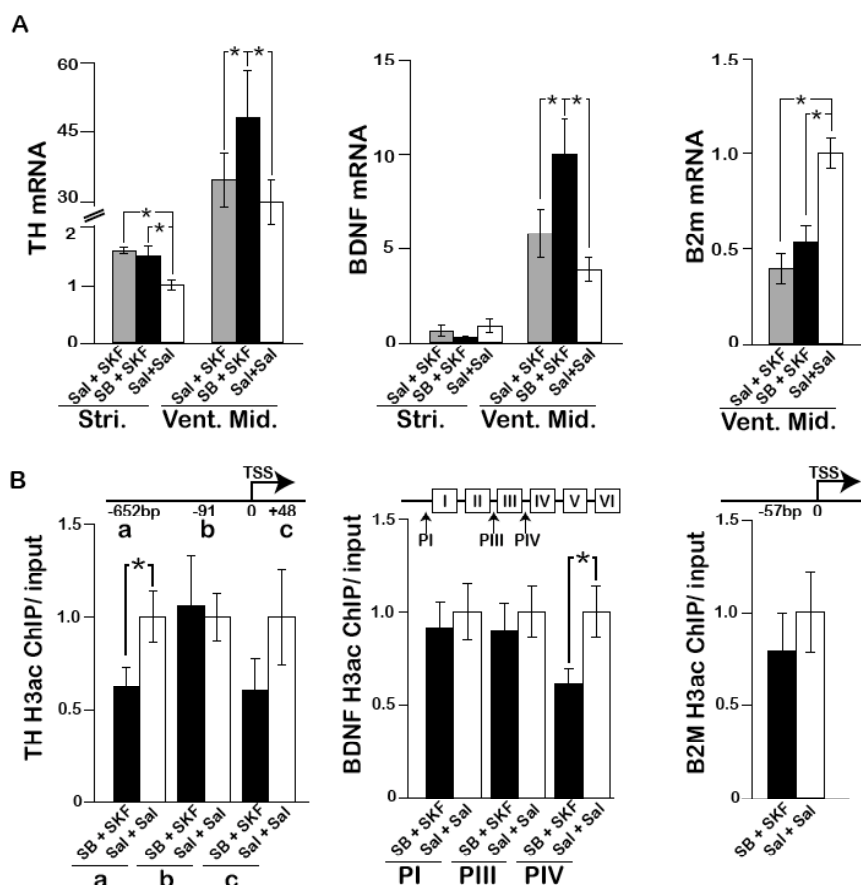 A
TH mRNA
60
45
30
2
1
0
*
*
*
*
Sal + SKF
SB + SKF
Sal+Sal
Sal + SKF
SB + SKF
Sal+Sal
Stri.
Vent. Mid.
BDNF mRNA
15
10
5
0
*
*
Sal + SKF
SB + SKF
Sal+Sal
Sal + SKF
SB + SKF
Sal+Sal
Stri.
Vent. Mid.
B2m mRNA
1.5
1.0
0.5
0
*
*
Sal + SKF
SB + SKF
Sal+Sal
Vent. Mid.
B
TSS
-652bp -91 0 +48
a b c
TH H3ac ChIP/ input
1.5
1.0
0.5
0
*
SB + SKF
Sal + Sal
SB + SKF
Sal + Sal
SB + SKF
Sal + Sal
a b c
I II III IV V VI
PI PIII PIV
BDNF H3ac ChIP/ input
1.5
1.0
0.5
0
*
SB + SKF
Sal + Sal
SB + SKF
Sal + Sal
SB + SKF
Sal + Sal
PI PIII PIV
TSS
-57bp 0
B2M H3ac ChIP/ input
1.5
1.0
0.5
0
SB + SKF
Sal + Sal